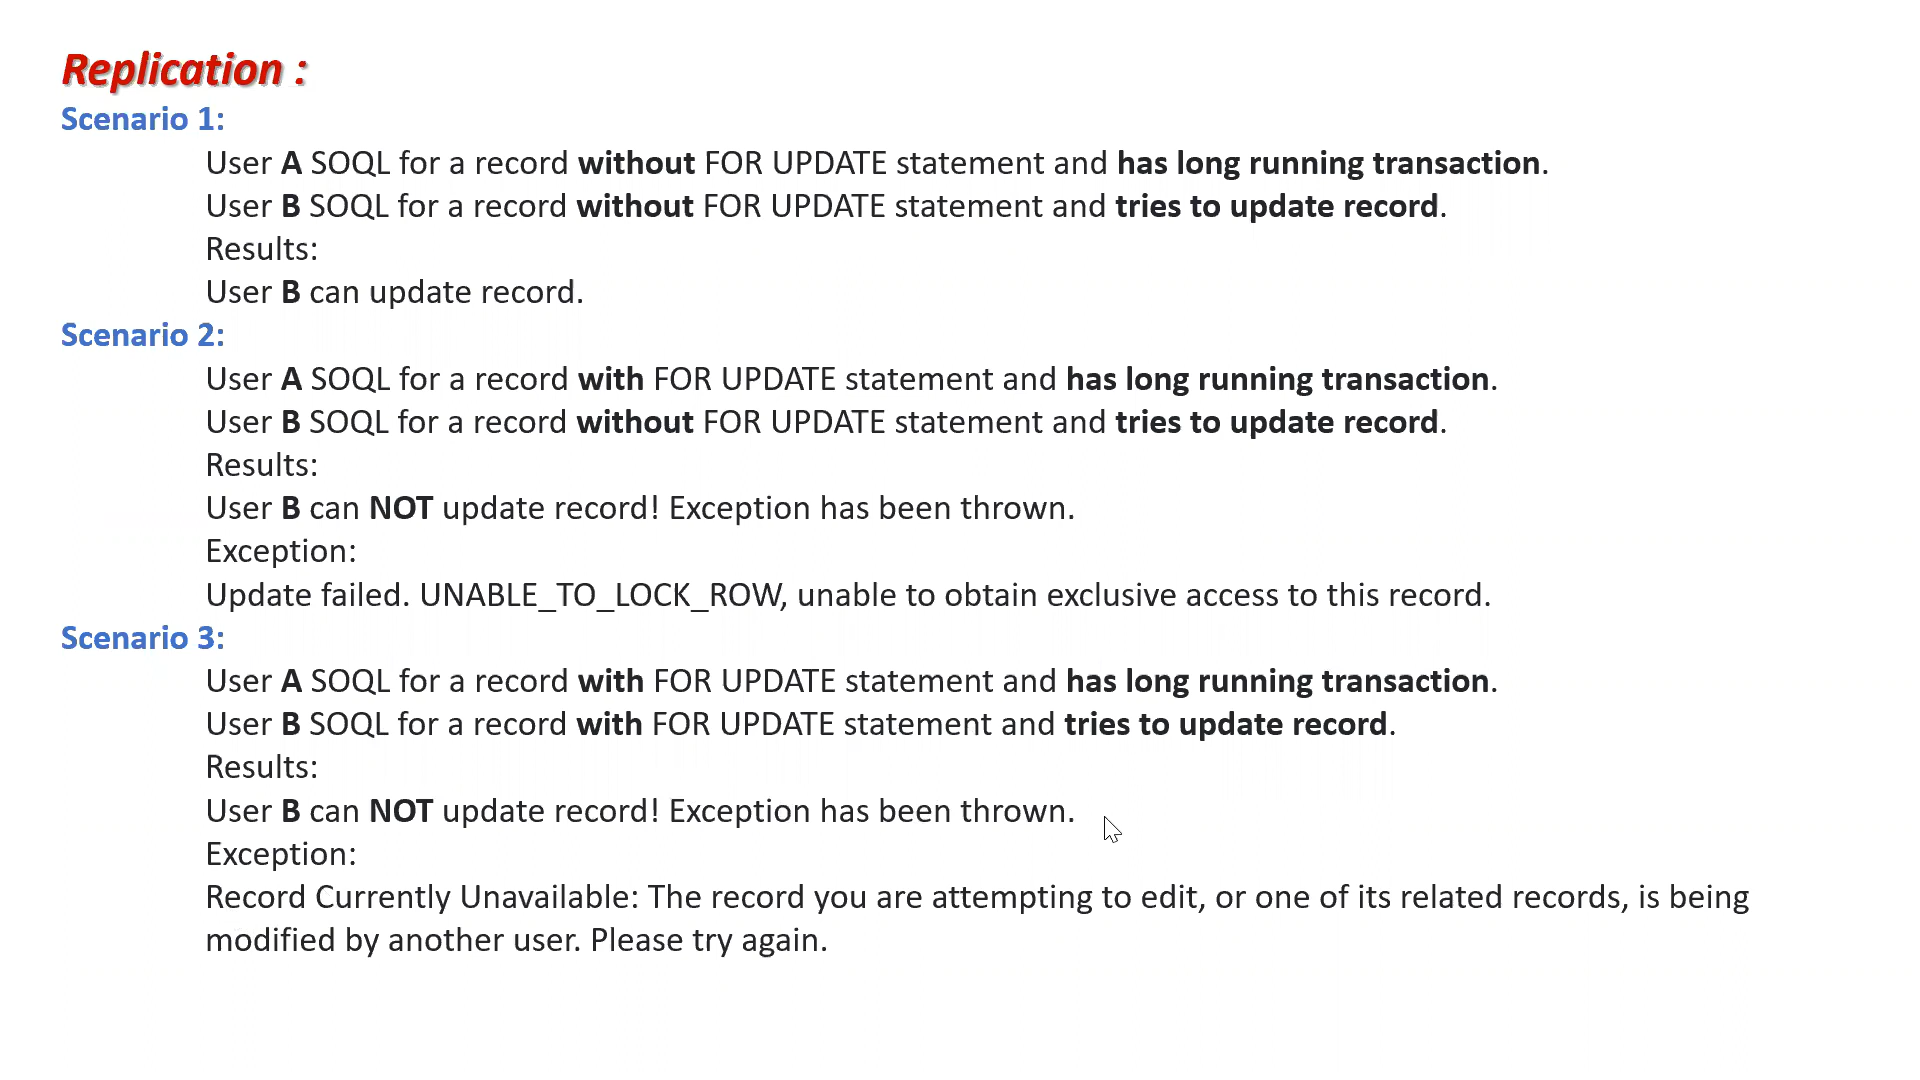 Replication :
Scenario 1:
User A SOQL for a record without FOR UPDATE statement and has long running transaction.
User B SOQL for a record without FOR UPDATE statement and tries to update record.
Results:
User B can update record.
Scenario 2:
User A SOQL for a record with FOR UPDATE statement and has long running transaction.
User B SOQL for a record without FOR UPDATE statement and tries to update record.
Results:
User B can NOT update record! Exception has been thrown.
Exception:
Update failed. UNABLE_TO_LOCK_ROW, unable to obtain exclusive access to this record.
Scenario 3:
User A SOQL for a record with FOR UPDATE statement and has long running transaction.
User B SOQL for a record with FOR UPDATE statement and tries to update record.
Results:
User B can NOT update record! Exception has been thrown.
Exception:
Record Currently Unavailable: The record you are attempting to edit, or one of its related records, is being
modified by another user. Please try again.